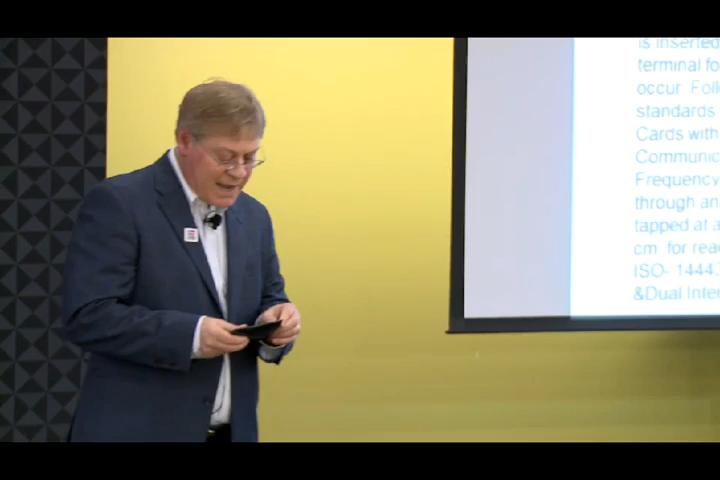 is inserted
terminal fo
occur. Foll
standards
Cards with
Communic
Frequency
through an
tapped at a
cm for rea
ISO- 1444
&Dual Inter